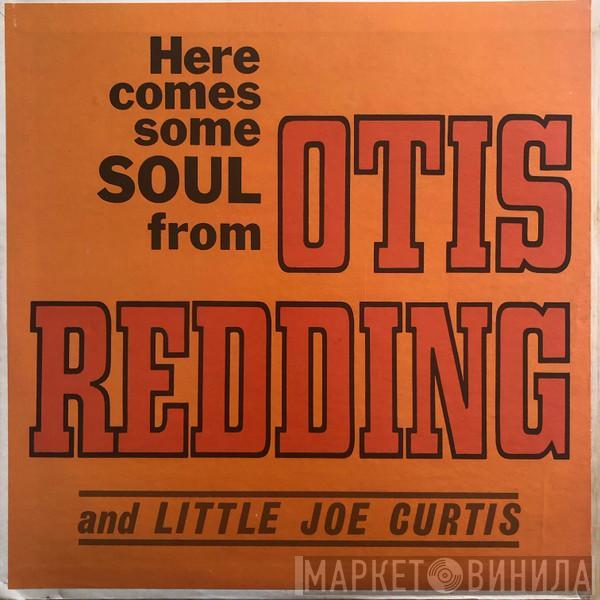 Here
comes
some
SOUL
from
OTIS
REDDING
and LITTLE JOE CURTIS
МАРКЕТ ВИНИЛА